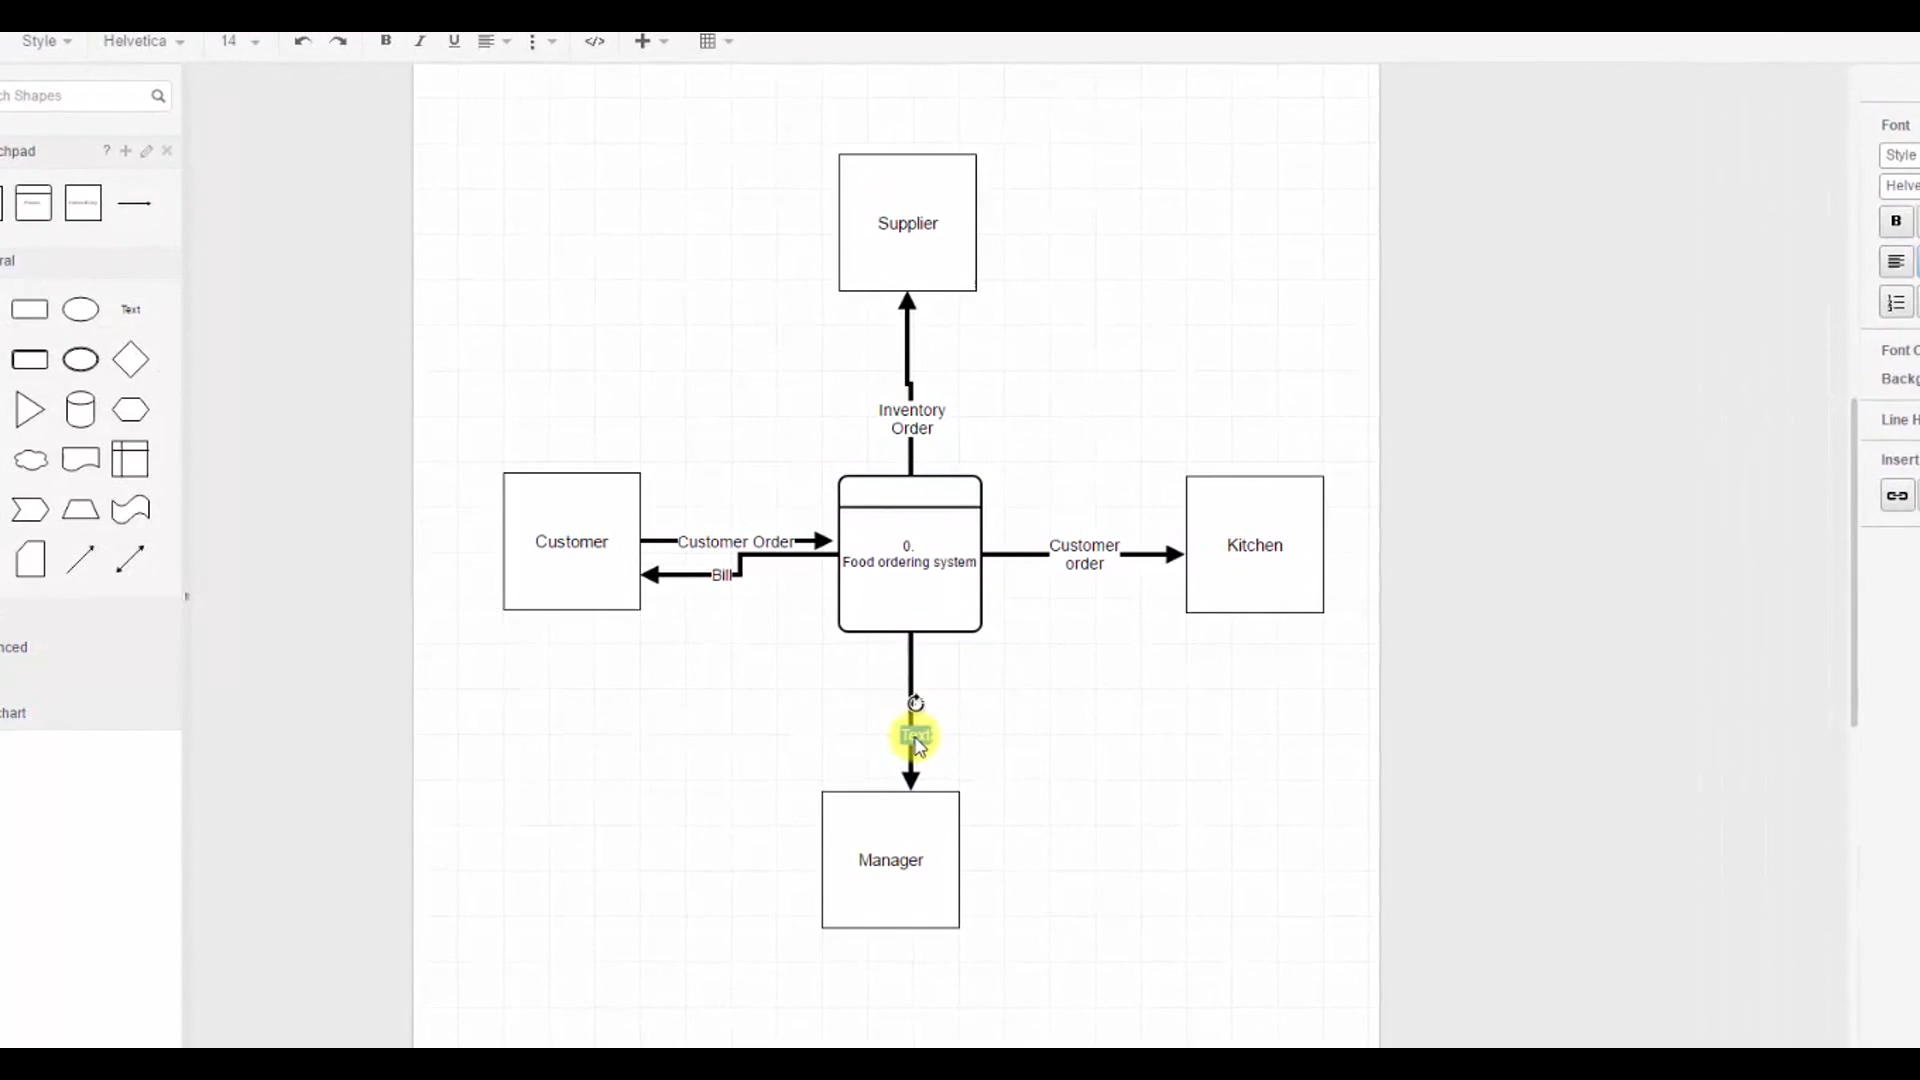 Style
Helvetica
14
B I U
</>
ch Shapes
chpad
?
ral
Text
nced
chart
Supplier
Inventory
Order
Customer
Customer Order
Bill
0.
Food ordering system
Customer
order
Kitchen
Text
Manager
Font
Style
Helve
B
Font C
Backg
Line H
Insert